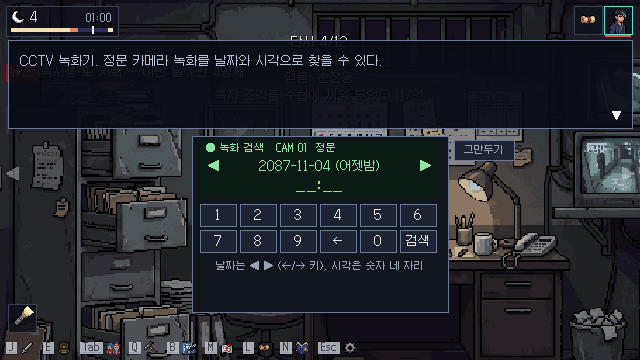 4 01:00
CCTV 녹화기. 정문 카메라 녹화를 날짜와 시각으로 찾을 수 있다.
▼
● 녹화 검색 CAM 01 정문
그만두기
◀ 2087-11-04 (어젯밤) ▶
__:__
1 2 3 4 5 6
7 8 9 ← 0 검색
날짜는 ◀ ▶ (←/→ 키), 시각은 숫자 네 자리
J E Tab Q B M L N Esc